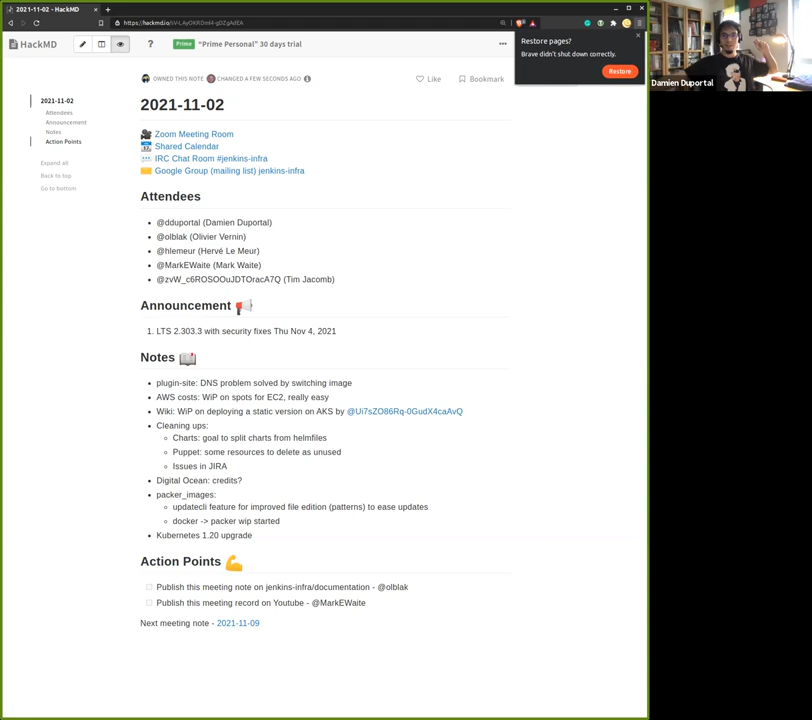 2021-11-02
https://hackmd.io/sV-LAyOKRDmI4-gDZgAdEA
HackMD
?
Prime
“Prime Personal” 30 days trial
Restore pages?
Brave didn't shut down correctly.
Restore
Damien Duportal
2021-11-02
Attendees
Announcement
Notes
Action Points
Expand all
Back to top
Go to bottom
OWNED THIS NOTE
CHANGED A FEW SECONDS AGO
Like
Bookmark
2021-11-02
Zoom Meeting Room
Shared Calendar
IRC Chat Room #jenkins-infra
Google Group (mailing list) jenkins-infra
Attendees
@dduportal (Damien Duportal)
@olblak (Olivier Vernin)
@hlemeur (Hervé Le Meur)
@MarkEWaite (Mark Waite)
@zvW_c6ROSOOuJDTOracA7Q (Tim Jacomb)
Announcement
1. LTS 2.303.3 with security fixes Thu Nov 4, 2021
Notes
plugin-site: DNS problem solved by switching image
AWS costs: WiP on spots for EC2, really easy
Wiki: WiP on deploying a static version on AKS by @Ui7sZO86Rq-0GudX4caAvQ
Cleaning ups:
Charts: goal to split charts from helmfiles
Puppet: some resources to delete as unused
Issues in JIRA
Digital Ocean: credits?
packer_images:
updatecli feature for improved file edition (patterns) to ease updates
docker -> packer wip started
Kubernetes 1.20 upgrade
Action Points
Publish this meeting note on jenkins-infra/documentation - @olblak
Publish this meeting record on Youtube - @MarkEWaite
Next meeting note - 2021-11-09